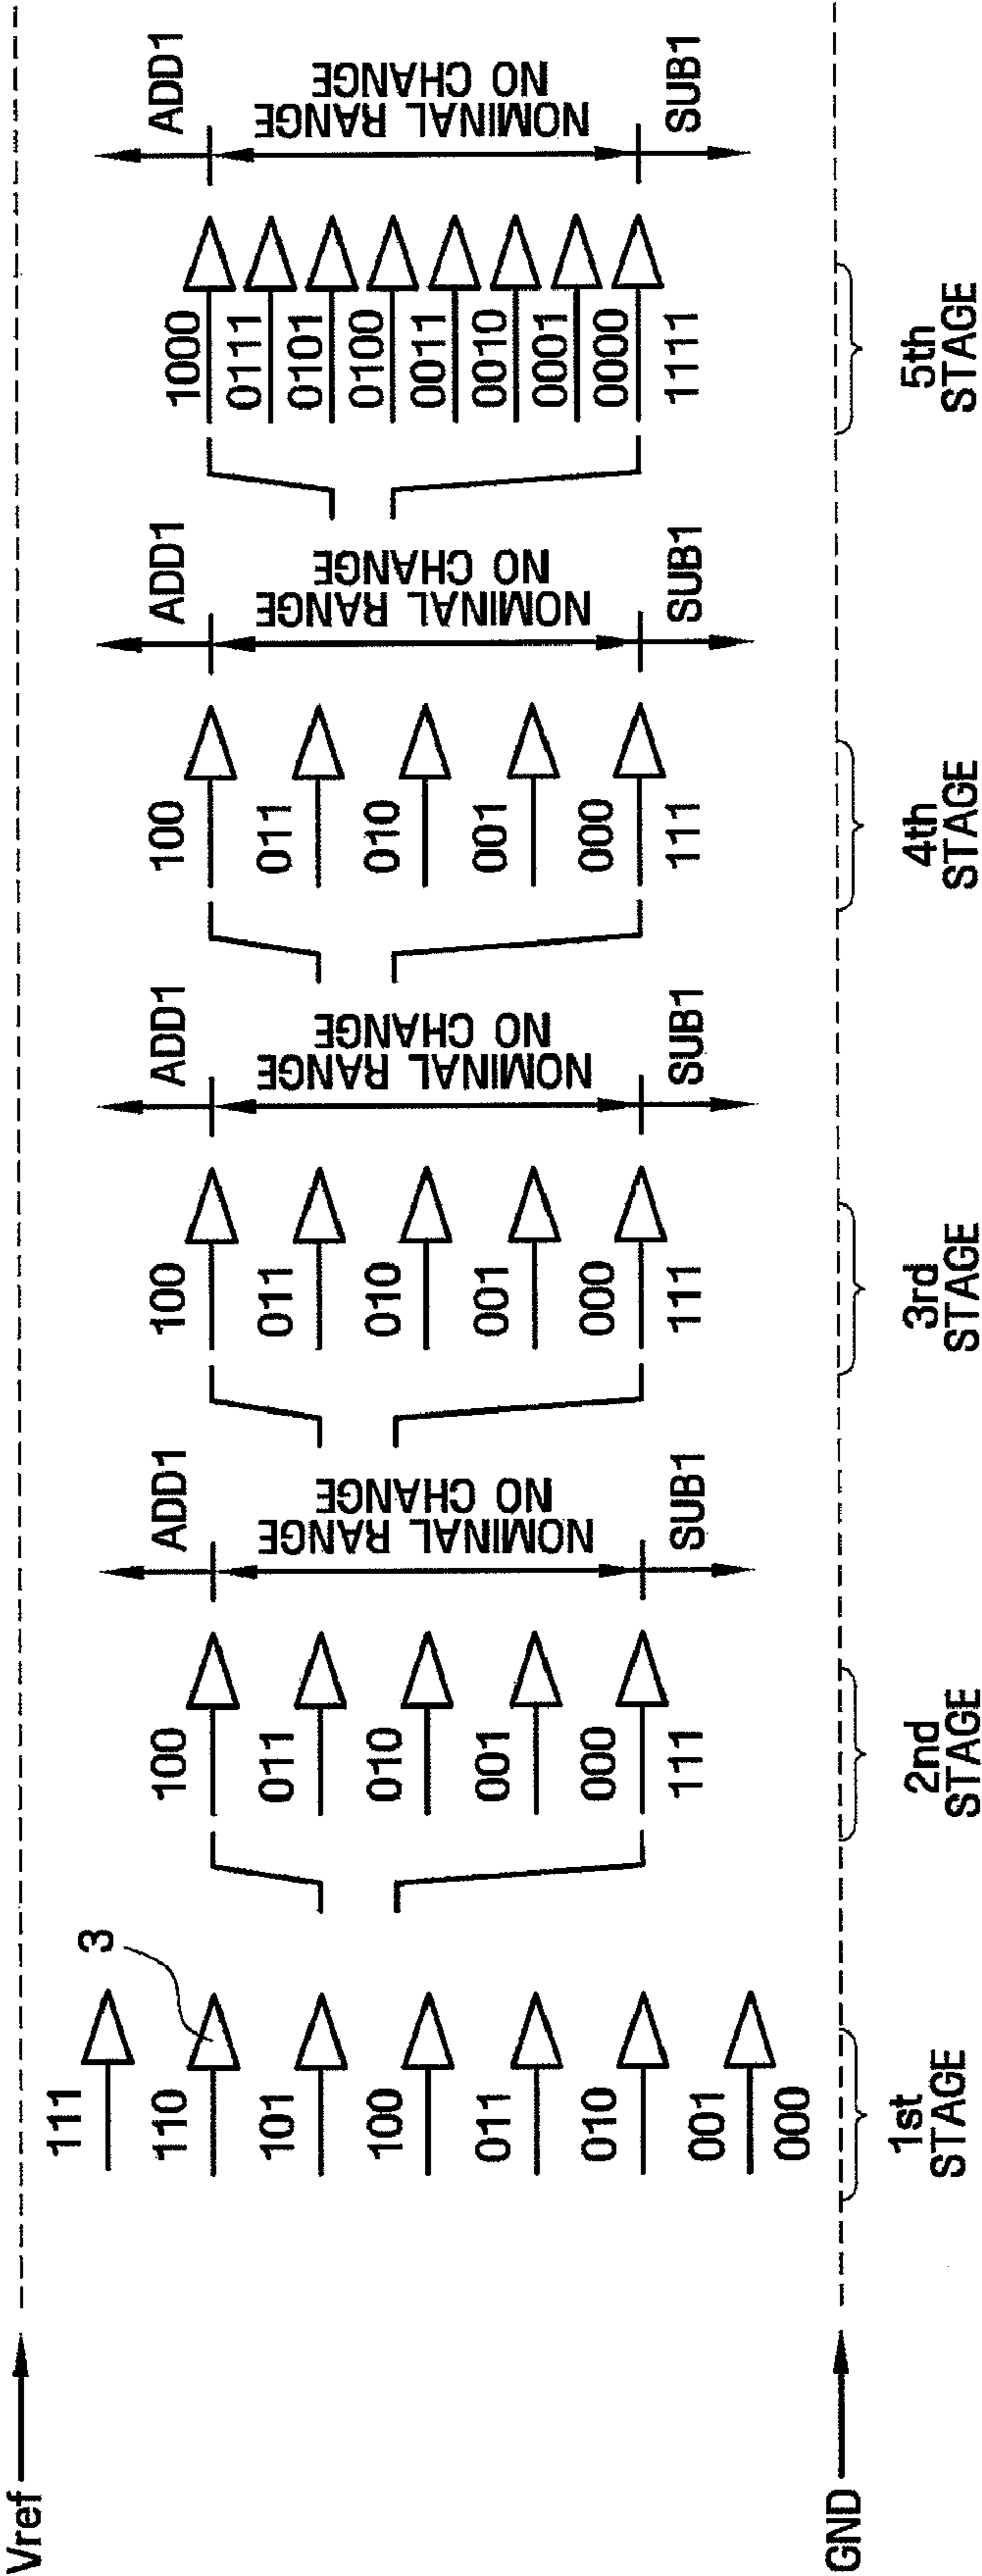 Vref
GND
3
111
110
101
100
011
010
001
000
1st
STAGE
100
011
010
001
000
111
2nd
STAGE
ADD1
NOMINAL RANGE
NO CHANGE
SUB1
100
011
010
001
000
111
3rd
STAGE
ADD1
NOMINAL RANGE
NO CHANGE
SUB1
100
011
010
001
000
111
4th
STAGE
ADD1
NOMINAL RANGE
NO CHANGE
SUB1
1000
0111
0101
0100
0011
0010
0001
0000
1111
5th
STAGE
ADD1
NOMINAL RANGE
NO CHANGE
SUB1